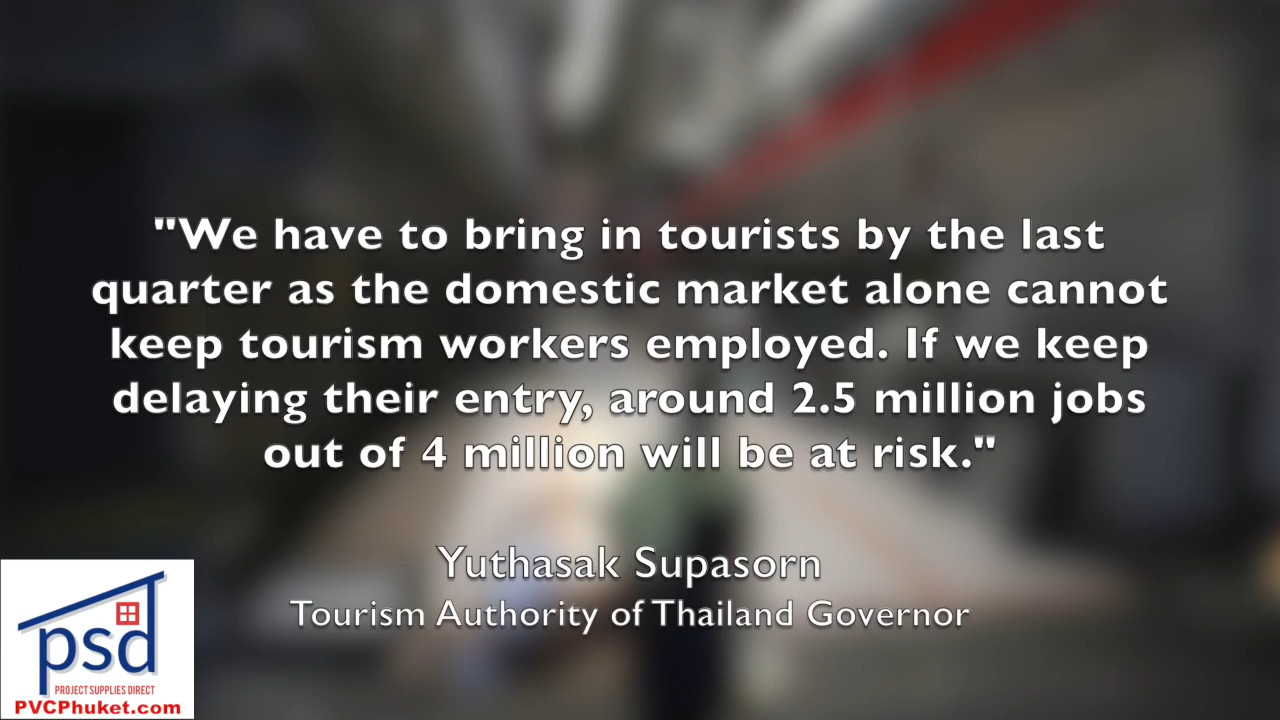 "We have to bring in tourists by the last
quarter as the domestic market alone cannot
keep tourism workers employed. If we keep
delaying their entry, around 2.5 million jobs
out of 4 million will be at risk."
Yuthasak Supasorn
Tourism Authority of Thailand Governor
psd
PROJECT SUPPLIES DIRECT
PVCPhuket.com